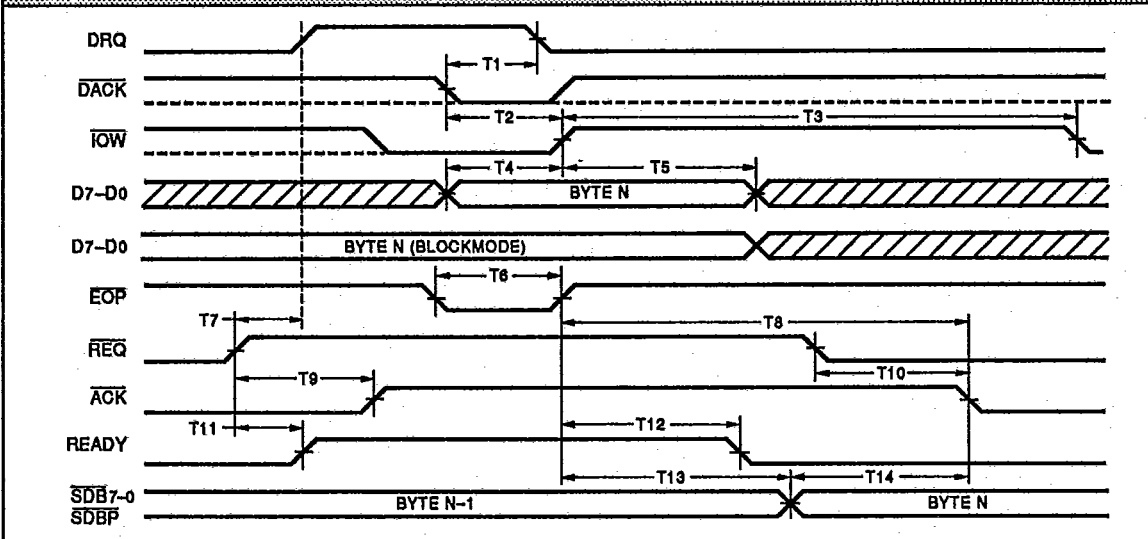 DRQ
T1
DACK
T2
T3
IOW
T4
T5
D7-D0
BYTE N
D7-D0
BYTE N (BLOCKMODE)
T6
EOP
T7
T8
REQ
T9
T10
ACK
T11
T12
READY
T13
T14
SDB7-0
SDBP
BYTE N-1
BYTE N